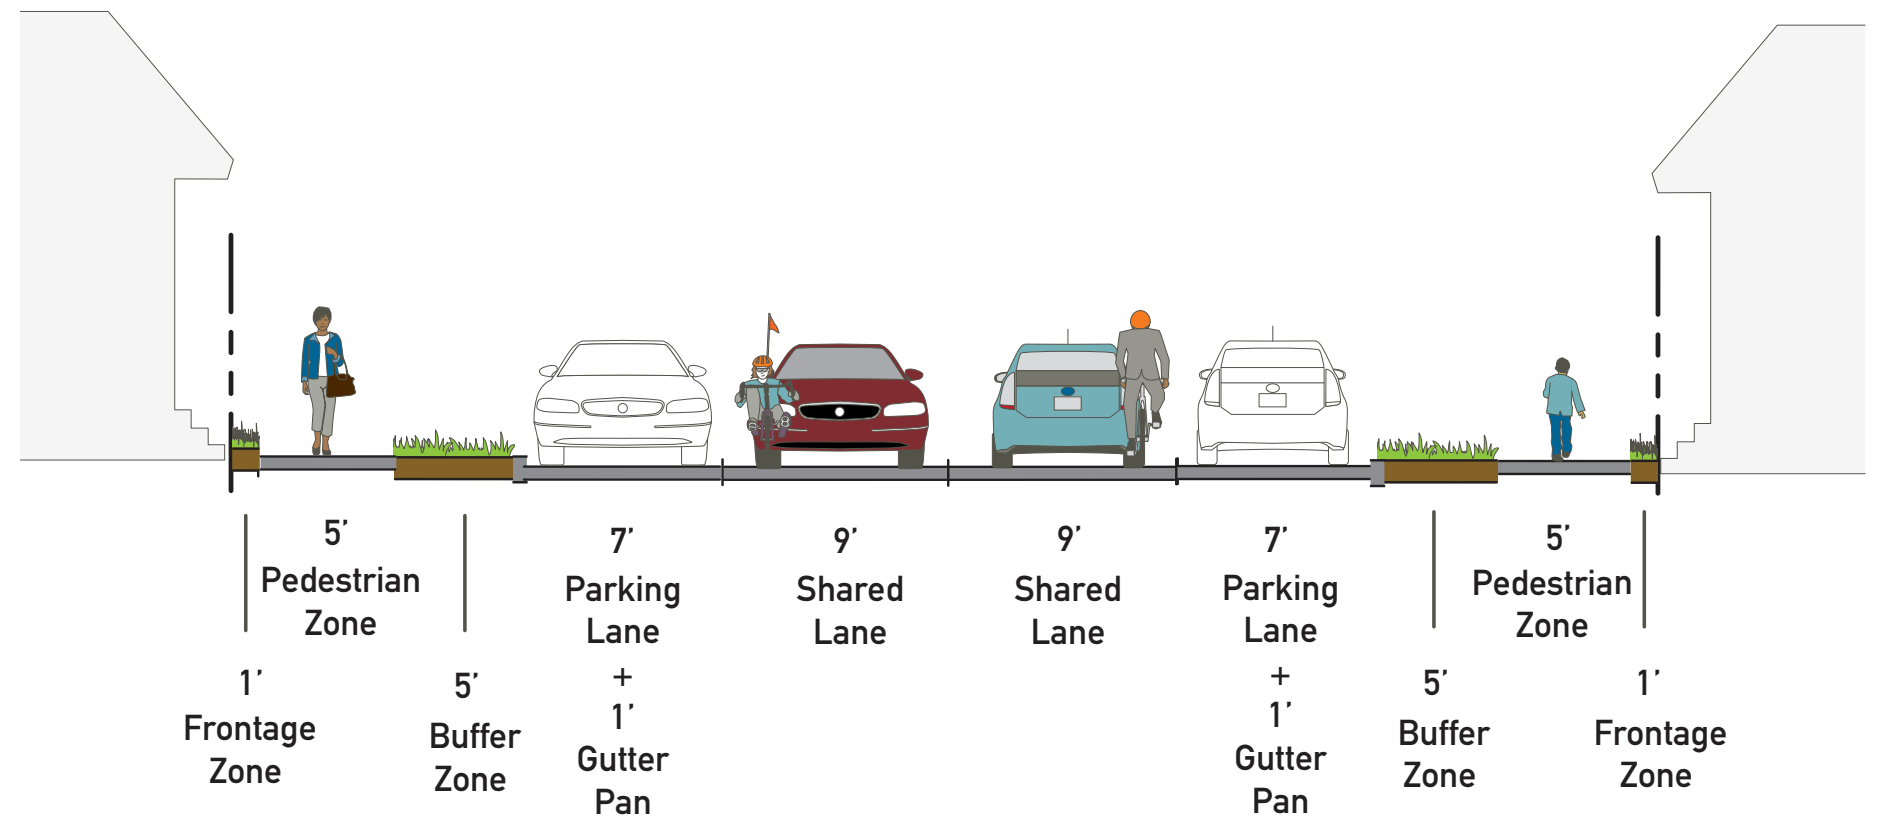 1’
Frontage
Zone
5’
Pedestrian
Zone
5’
Buffer
Zone
7’
Parking
Lane
+
1’
Gutter
Pan
9’
Shared
Lane
9’
Shared
Lane
7’
Parking
Lane
+
1’
Gutter
Pan
5’
Buffer
Zone
5’
Pedestrian
Zone
1’
Frontage
Zone